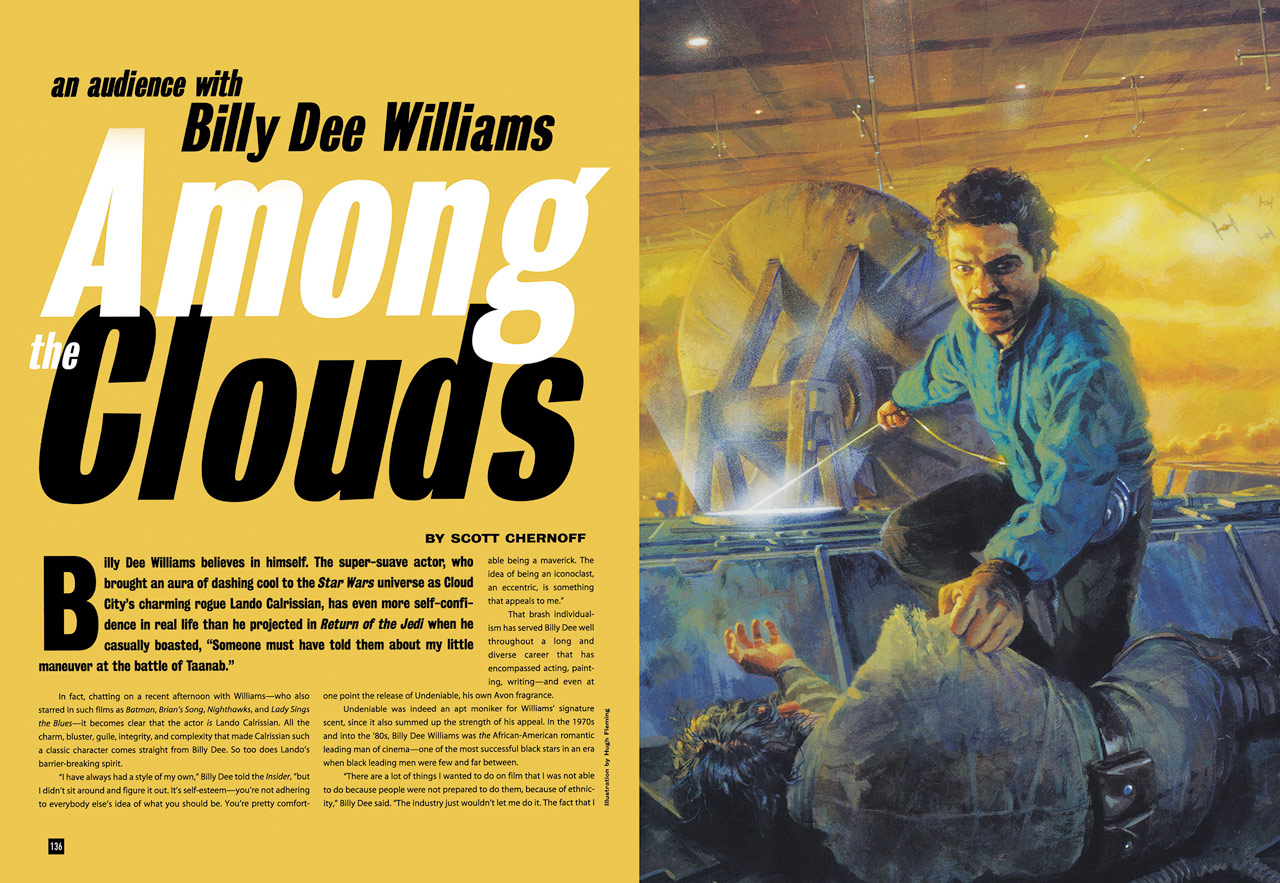 an audience with
Billy Dee Williams
Among
the
Clouds
BY SCOTT CHERNOFF
Billy Dee Williams believes in himself. The super-suave actor, who
brought an aura of dashing cool to the Star Wars universe as Cloud
City's charming rogue Lando Calrissian, has even more self-confi-
dence in real life than he projected in Return of the Jedi when he
casually boasted, “Someone must have told them about my little
maneuver at the battle of Taanab.”
In fact, chatting on a recent afternoon with Williams—who also
starred in such films as Batman, Brian's Song, Nighthawks, and Lady Sings
the Blues—it becomes clear that the actor is Lando Calrissian. All the
charm, bluster, guile, integrity, and complexity that made Calrissian such
a classic character comes straight from Billy Dee. So too does Lando's
barrier-breaking spirit.
“I have always had a style of my own,” Billy Dee told the Insider, “but
I didn't sit around and figure it out. It's self-esteem—you're not adhering
to everybody else's idea of what you should be. You're pretty comfort-
able being a maverick. The
idea of being an iconoclast,
an eccentric, is something
that appeals to me.”
That brash individual-
ism has served Billy Dee well
throughout a long and
diverse career that has
encompassed acting, paint-
ing, writing—and even at
one point the release of Undeniable, his own Avon fragrance.
Undeniable was indeed an apt moniker for Williams' signature
scent, since it also summed up the strength of his appeal. In the 1970s
and into the '80s, Billy Dee Williams was the African-American romantic
leading man of cinema—one of the most successful black stars in an era
when black leading men were few and far between.
“There are a lot of things I wanted to do on film that I was not able
to do because people were not prepared to do them, because of ethnic-
ity,” Billy Dee said. “The industry just wouldn't let me do it. The fact that I
Illustration by Hugh Fleming
136